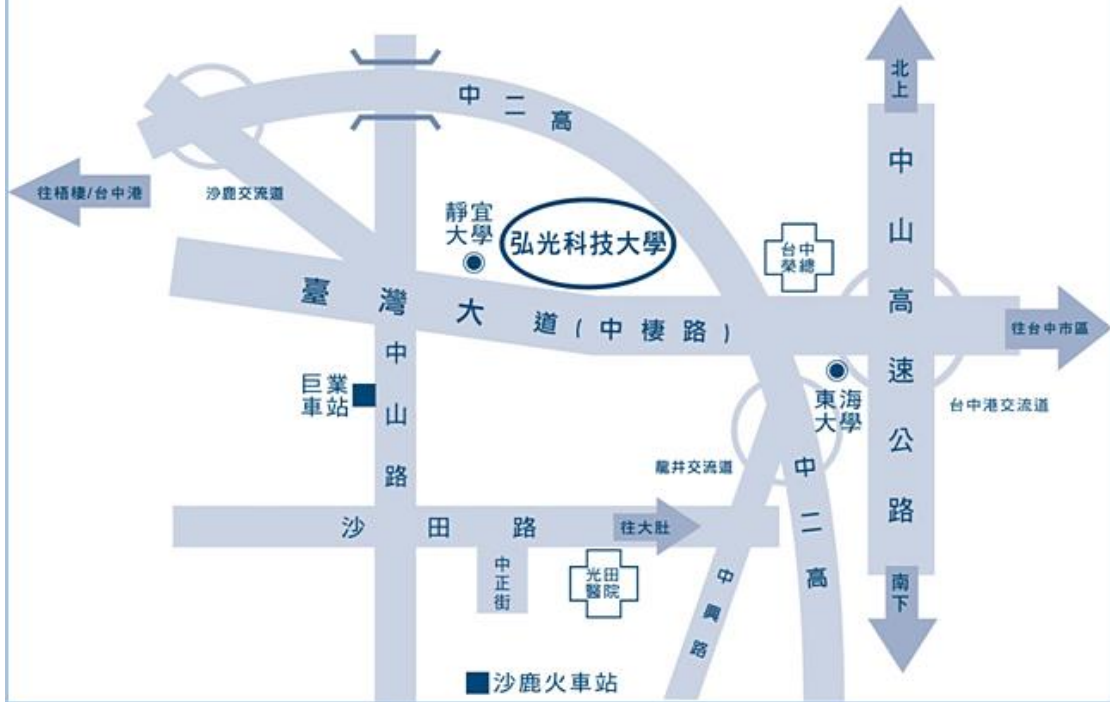 北上
中二高
中山高速公路
往梧棲/台中港
沙鹿交流道
靜宜
大學
弘光科技大學
台中
榮總
臺灣大道(中棲路)
往台中市區
中山路
巨業
車站
東海
大學
台中港交流道
龍井交流道
中二高
沙田路
往大肚
中正街
光田
醫院
中興路
南下
沙鹿火車站